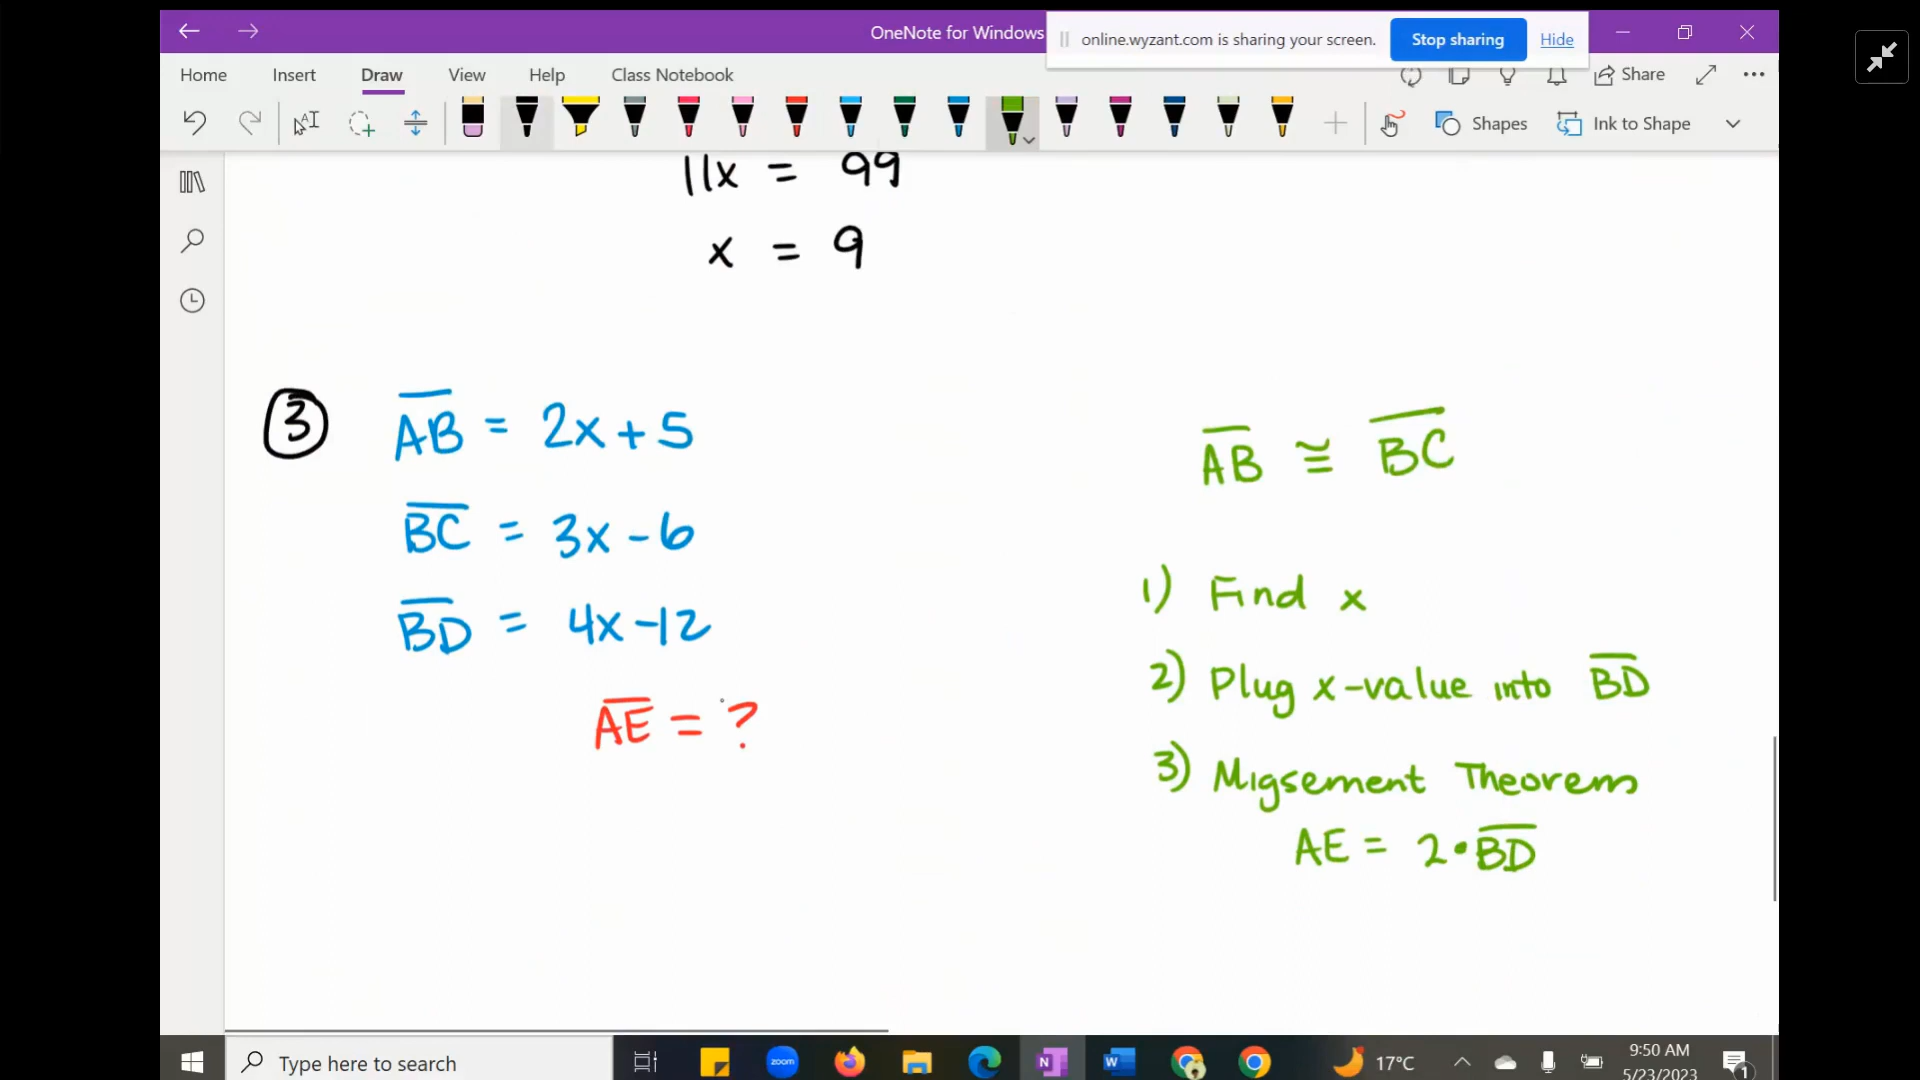 OneNote for Windows
online.wyzant.com is sharing your screen. Stop sharing Hide
Home Insert Draw View Help Class Notebook Share
Shapes Ink to Shape
11x = 99
x = 9
3 AB = 2x + 5
BC = 3x - 6
BD = 4x - 12
AE = ?
AB ≅ BC
1) Find x
2) Plug x-value into BD
3) Migsement Theorem
AE = 2 • BD
Type here to search
zoom
N
W
17°C
9:50 AM
5/23/2023
1